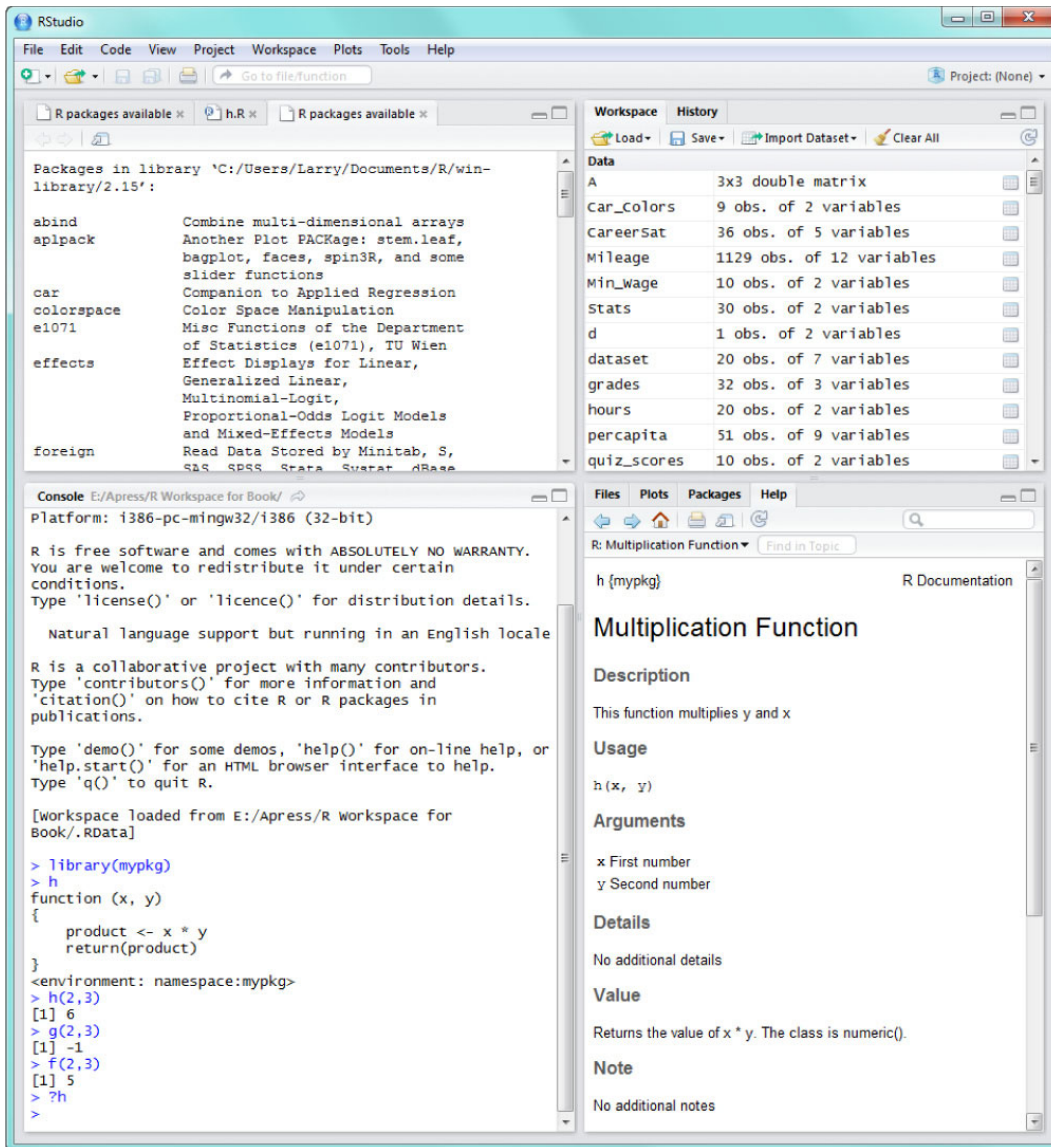 RStudio
File Edit Code View Project Workspace Plots Tools Help
Go to file/function
Project: (None)
R packages available
h.R
R packages available
Packages in library ‘C:/Users/Larry/Documents/R/win-
library/2.15’:
abind Combine multi-dimensional arrays
aplpack Another Plot PACKage: stem.leaf,
bagplot, faces, spin3R, and some
slider functions
car Companion to Applied Regression
colorspace Color Space Manipulation
e1071 Misc Functions of the Department
of Statistics (e1071), TU Wien
effects Effect Displays for Linear,
Generalized Linear,
Multinomial-Logit,
Proportional-Odds Logit Models
and Mixed-Effects Models
foreign Read Data Stored by Minitab, S,
SAS, SPSS, Stata, Systat, dBase
Workspace History
Load Save Import Dataset Clear All
Data
A 3x3 double matrix
Car_Colors 9 obs. of 2 variables
CareerSat 36 obs. of 5 variables
Mileage 1129 obs. of 12 variables
Min_Wage 10 obs. of 2 variables
Stats 30 obs. of 2 variables
d 1 obs. of 2 variables
dataset 20 obs. of 7 variables
grades 32 obs. of 3 variables
hours 20 obs. of 2 variables
percapita 51 obs. of 9 variables
quiz_scores 10 obs. of 2 variables
Console E:/Apress/R Workspace for Book/
Platform: i386-pc-mingw32/i386 (32-bit)
R is free software and comes with ABSOLUTELY NO WARRANTY.
You are welcome to redistribute it under certain
conditions.
Type 'license()' or 'licence()' for distribution details.
Natural language support but running in an English locale
R is a collaborative project with many contributors.
Type 'contributors()' for more information and
'citation()' on how to cite R or R packages in
publications.
Type 'demo()' for some demos, 'help()' for on-line help, or
'help.start()' for an HTML browser interface to help.
Type 'q()' to quit R.
[Workspace loaded from E:/Apress/R Workspace for
Book/.RData]
> library(mypkg)
> h
function (x, y)
{
product <- x * y
return(product)
}
<environment: namespace:mypkg>
> h(2,3)
[1] 6
> g(2,3)
[1] -1
> f(2,3)
[1] 5
> ?h
>
Files Plots Packages Help
R: Multiplication Function
Find in Topic
h {mypkg} R Documentation
Multiplication Function
Description
This function multiplies y and x
Usage
h(x, y)
Arguments
x First number
y Second number
Details
No additional details
Value
Returns the value of x * y. The class is numeric().
Note
No additional notes